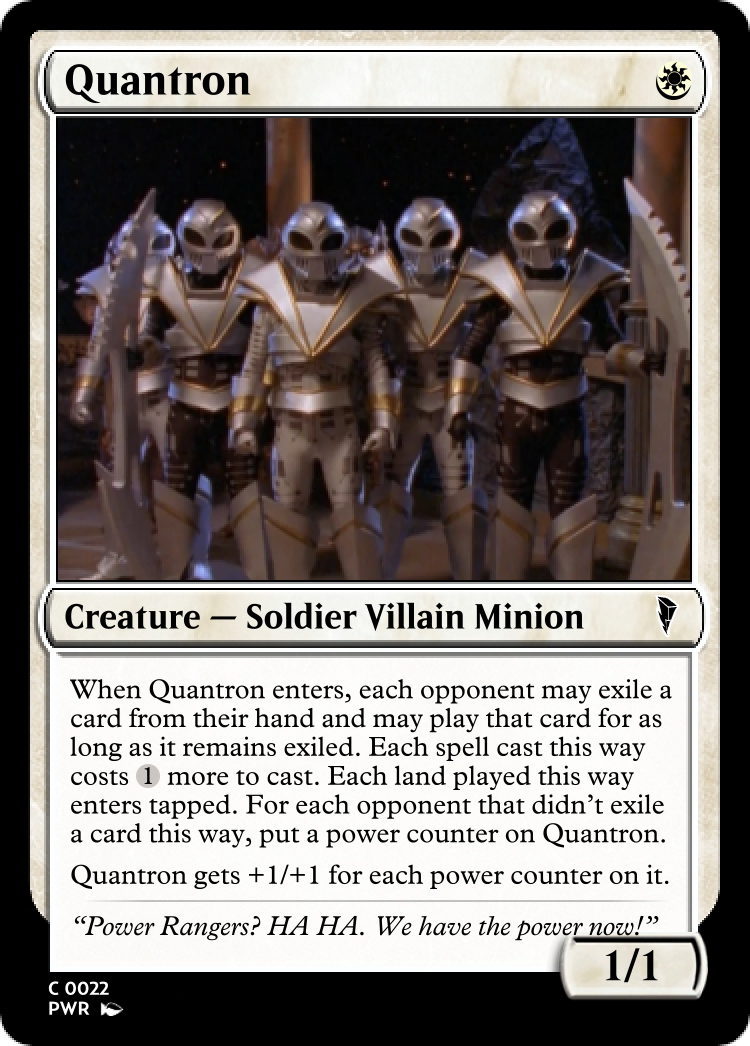 Quantron
Creature — Soldier Villain Minion
When Quantron enters, each opponent may exile a
card from their hand and may play that card for as
long as it remains exiled. Each spell cast this way
costs 1 more to cast. Each land played this way
enters tapped. For each opponent that didn't exile
a card this way, put a power counter on Quantron.
Quantron gets +1/+1 for each power counter on it.
“Power Rangers? HA HA. We have the power now!”
1/1
C 0022
PWR